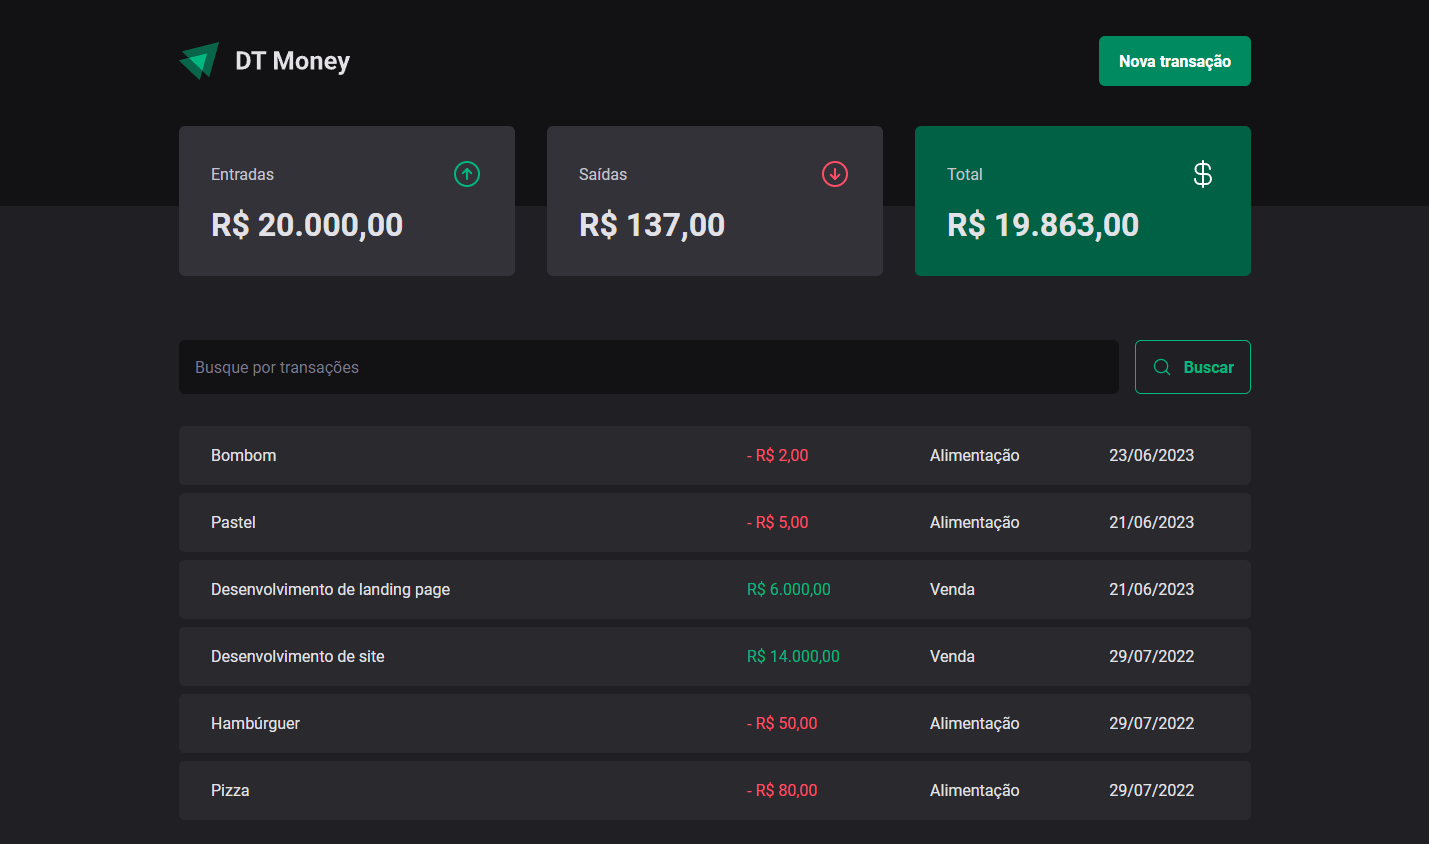 DT Money
Nova transação
Entradas
R$ 20.000,00
Saídas
R$ 137,00
Total
R$ 19.863,00
Busque por transações
Buscar
Bombom - R$ 2,00 Alimentação 23/06/2023
Pastel - R$ 5,00 Alimentação 21/06/2023
Desenvolvimento de landing page R$ 6.000,00 Venda 21/06/2023
Desenvolvimento de site R$ 14.000,00 Venda 29/07/2022
Hambúrguer - R$ 50,00 Alimentação 29/07/2022
Pizza - R$ 80,00 Alimentação 29/07/2022